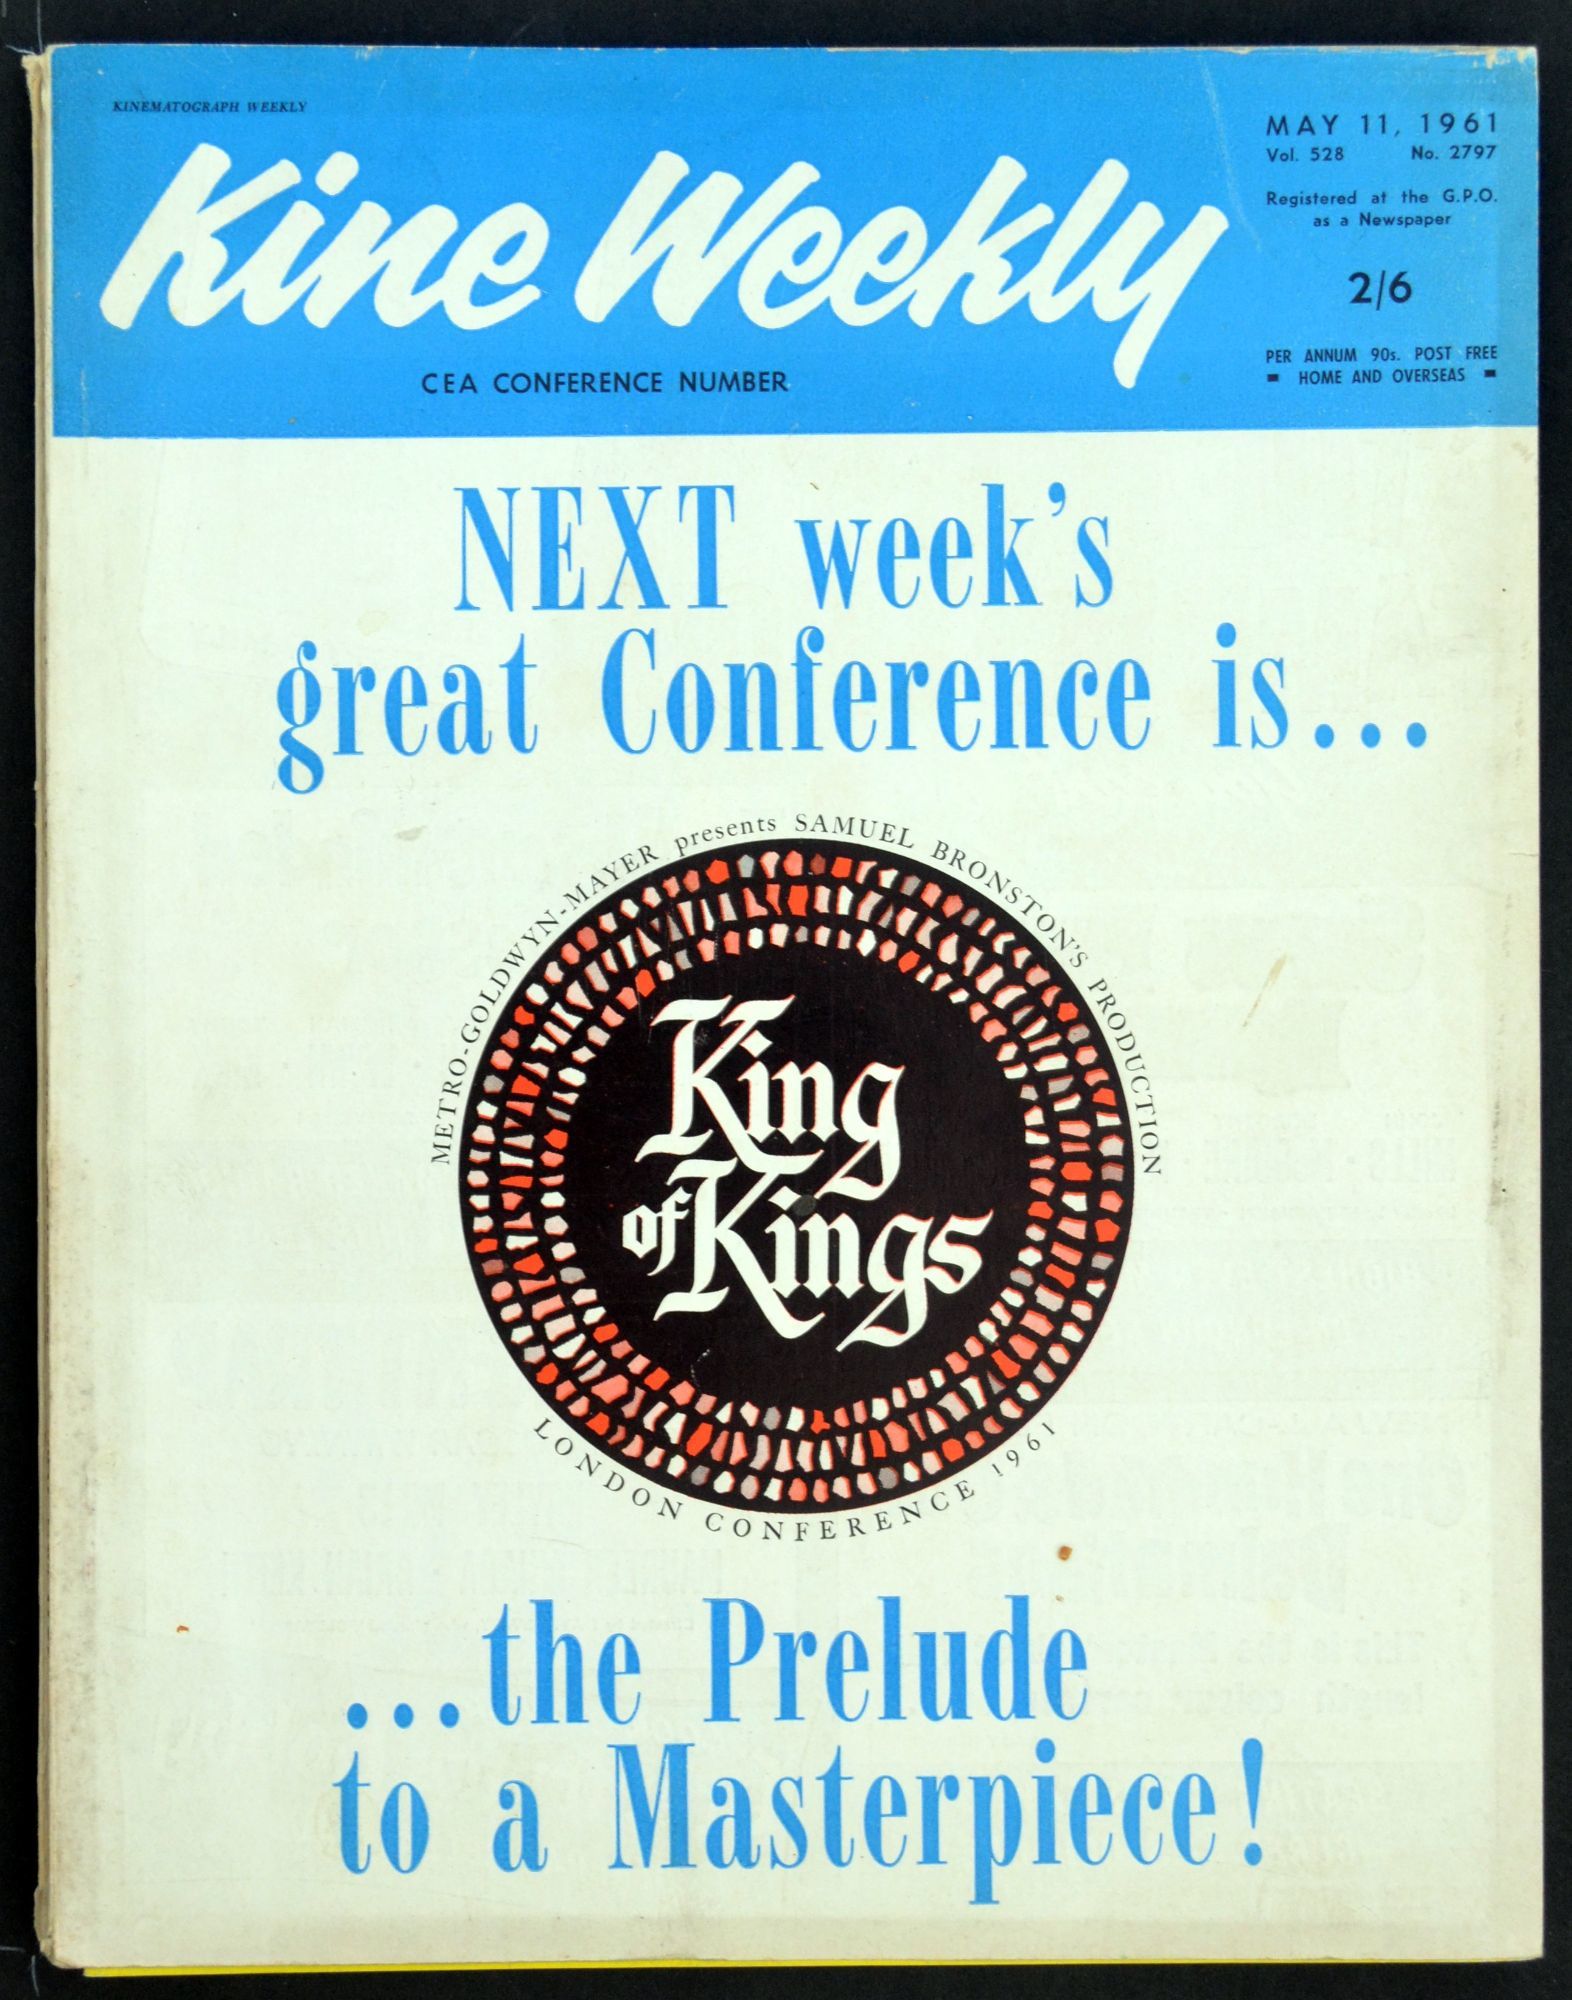 KINEMATOGRAPH WEEKLY
Kine Weekly
CEA CONFERENCE NUMBER
MAY 11, 1961
Vol. 528 No. 2797
Registered at the G.P.O.
as a Newspaper
2/6
PER ANNUM 90s. POST FREE
HOME AND OVERSEAS
NEXT week's
great Conference is...
METRO-GOLDWYN-MAYER presents SAMUEL BRONSTON'S PRODUCTION
King
of Kings
LONDON CONFERENCE 1961
...the Prelude
to a Masterpiece!